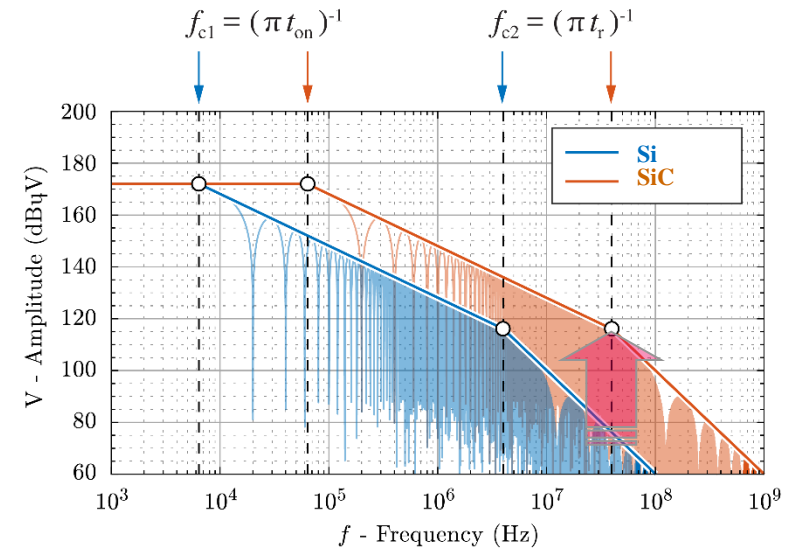 f_c1 = (π t_on)^-1
f_c2 = (π t_r)^-1
200
180
160
140
120
100
80
60
V - Amplitude (dBɥV)
Si
SiC
10^3
10^4
10^5
10^6
10^7
10^8
10^9
f - Frequency (Hz)